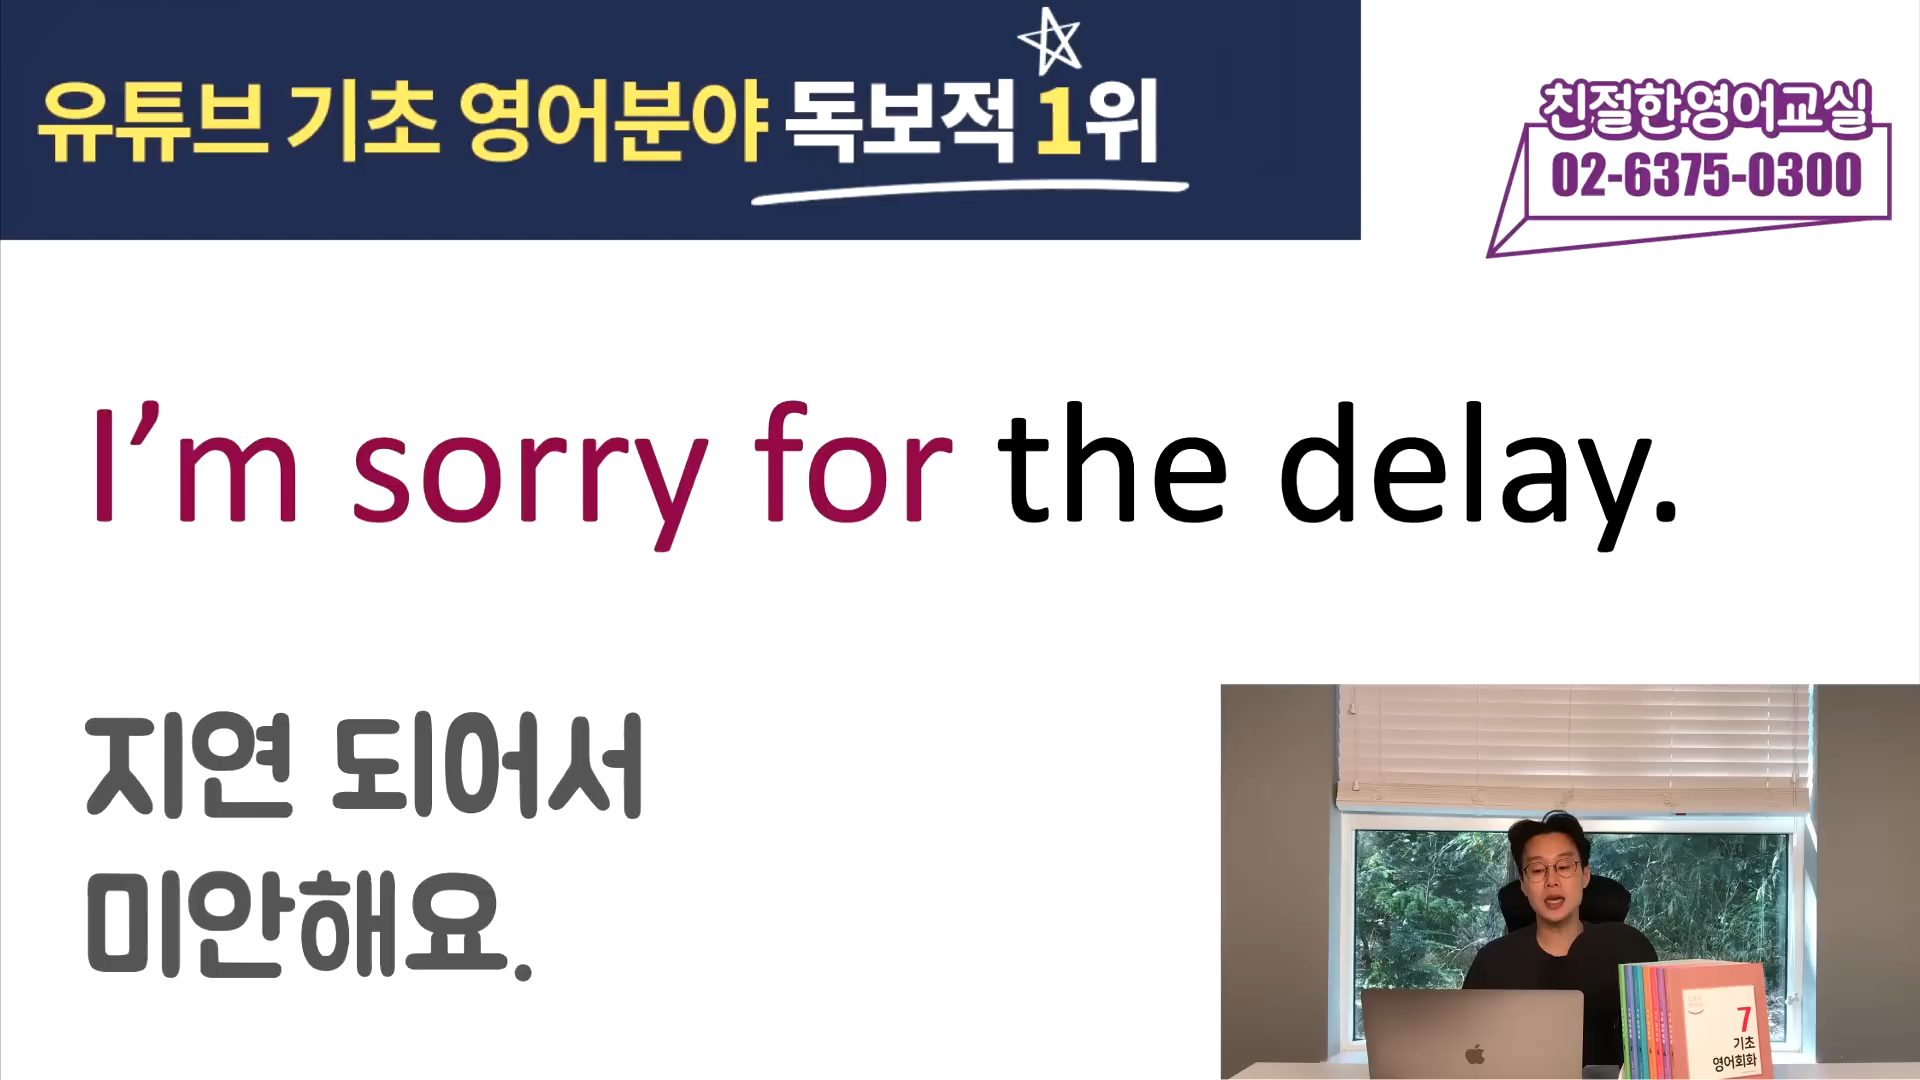 유튜브 기초 영어분야 독보적 1위
친절한영어교실
02-6375-0300
I'm sorry for the delay.
지연 되어서
미안해요.
7
기초
영어회화